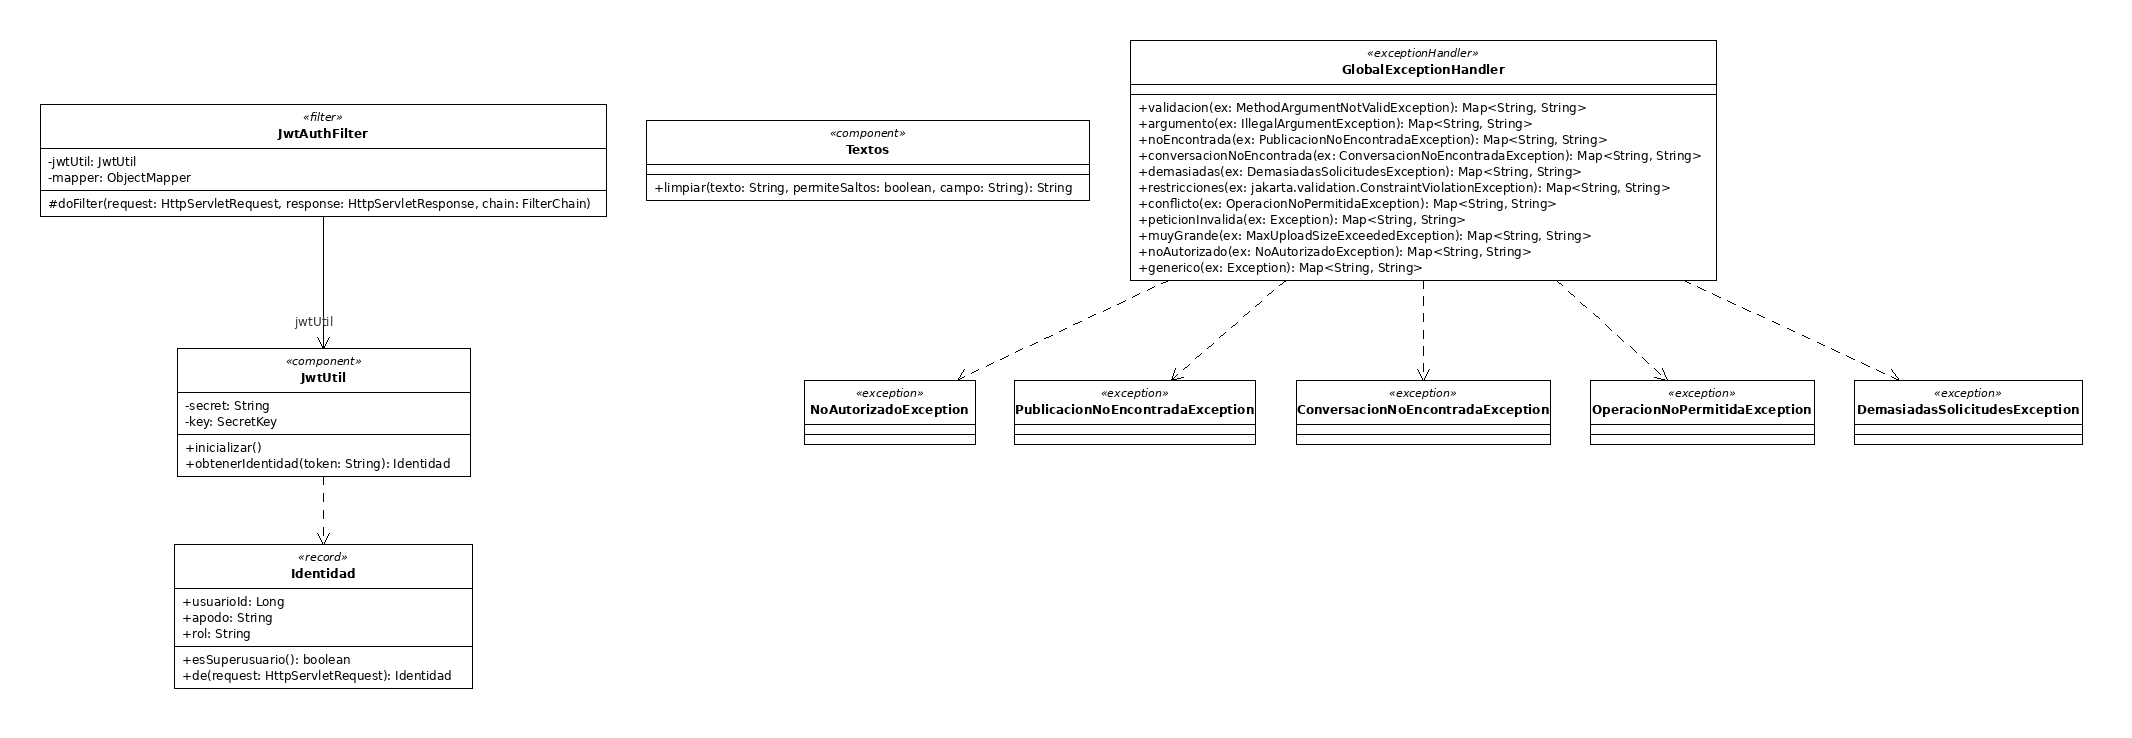 «filter»
JwtAuthFilter
-jwtUtil: JwtUtil
-mapper: ObjectMapper
#doFilter(request: HttpServletRequest, response: HttpServletResponse, chain: FilterChain)
jwtUtil
«component»
JwtUtil
-secret: String
-key: SecretKey
+inicializar()
+obtenerIdentidad(token: String): Identidad
«record»
Identidad
+usuarioId: Long
+apodo: String
+rol: String
+esSuperusuario(): boolean
+de(request: HttpServletRequest): Identidad
«component»
Textos
+limpiar(texto: String, permiteSaltos: boolean, campo: String): String
«exceptionHandler»
GlobalExceptionHandler
+validacion(ex: MethodArgumentNotValidException): Map<String, String>
+argumento(ex: IllegalArgumentException): Map<String, String>
+noEncontrada(ex: PublicacionNoEncontradaException): Map<String, String>
+conversacionNoEncontrada(ex: ConversacionNoEncontradaException): Map<String, String>
+demasiadas(ex: DemasiadasSolicitudesException): Map<String, String>
+restricciones(ex: jakarta.validation.ConstraintViolationException): Map<String, String>
+conflicto(ex: OperacionNoPermitidaException): Map<String, String>
+peticionInvalida(ex: Exception): Map<String, String>
+muyGrande(ex: MaxUploadSizeExceededException): Map<String, String>
+noAutorizado(ex: NoAutorizadoException): Map<String, String>
+generico(ex: Exception): Map<String, String>
«exception»
NoAutorizadoException
«exception»
PublicacionNoEncontradaException
«exception»
ConversacionNoEncontradaException
«exception»
OperacionNoPermitidaException
«exception»
DemasiadasSolicitudesException